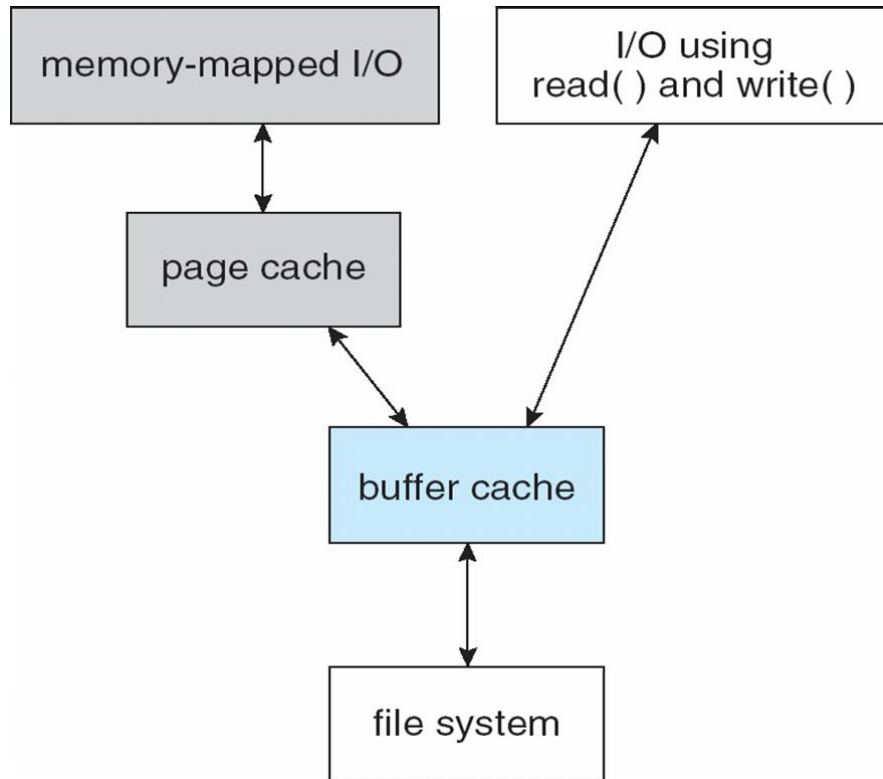 memory-mapped I/O
I/O using
read( ) and write( )
page cache
buffer cache
file system